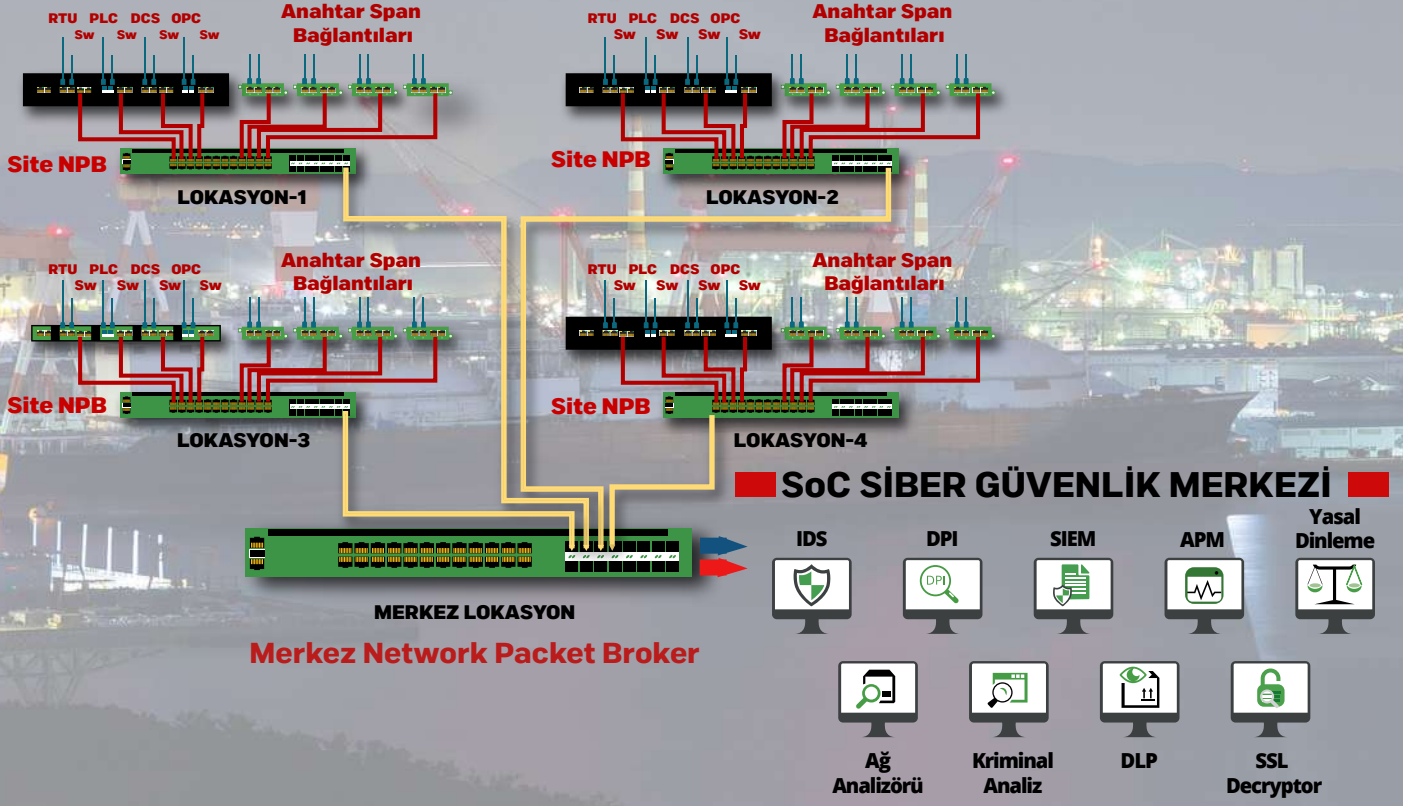 RTU PLC DCS OPC
Sw Sw Sw Sw
Anahtar Span
Bağlantıları
Site NPB
LOKASYON-1
RTU PLC DCS OPC
Sw Sw Sw Sw
Anahtar Span
Bağlantıları
Site NPB
LOKASYON-2
RTU PLC DCS OPC
Sw Sw Sw Sw
Anahtar Span
Bağlantıları
Site NPB
LOKASYON-3
RTU PLC DCS OPC
Sw Sw Sw Sw
Anahtar Span
Bağlantıları
Site NPB
LOKASYON-4
MERKEZ LOKASYON
Merkez Network Packet Broker
SoC SİBER GÜVENLİK MERKEZİ
IDS
DPI
SIEM
APM
Yasal
Dinleme
DPI
Ağ
Analizörü
Kriminal
Analiz
DLP
SSL
Decryptor